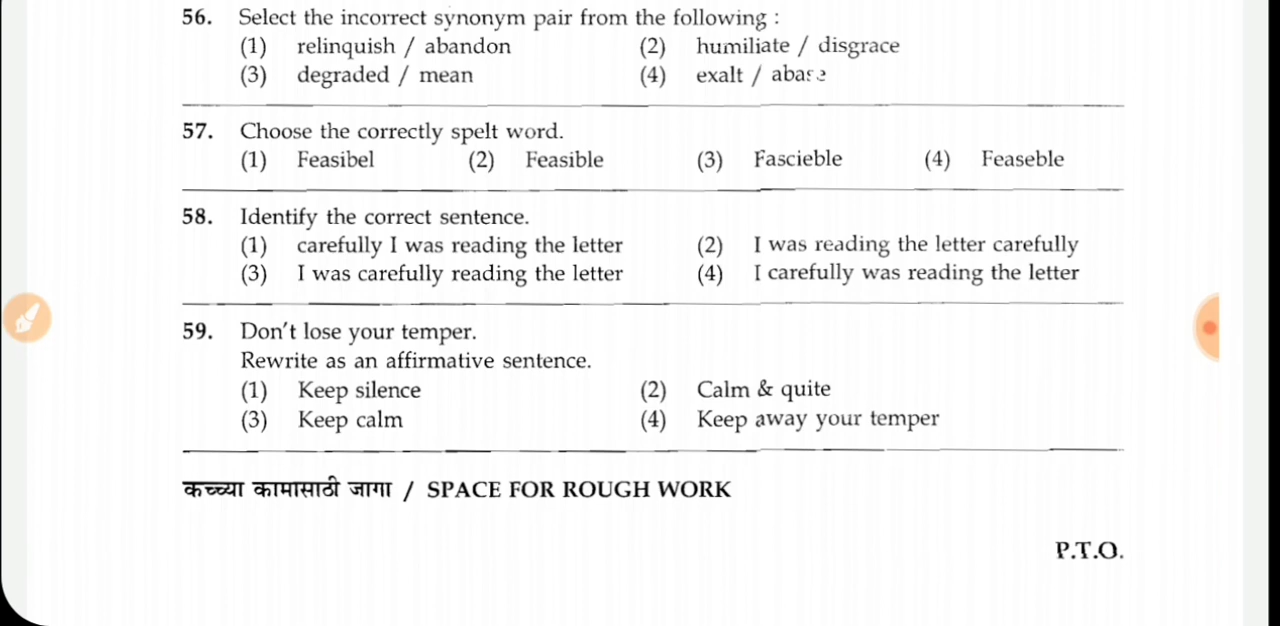 56. Select the incorrect synonym pair from the following :
(1) relinquish / abandon (2) humiliate / disgrace
(3) degraded / mean (4) exalt / abase
57. Choose the correctly spelt word.
(1) Feasibel (2) Feasible (3) Fascieble (4) Feaseble
58. Identify the correct sentence.
(1) carefully I was reading the letter (2) I was reading the letter carefully
(3) I was carefully reading the letter (4) I carefully was reading the letter
59. Don't lose your temper.
Rewrite as an affirmative sentence.
(1) Keep silence (2) Calm & quite
(3) Keep calm (4) Keep away your temper
कच्च्या कामासाठी जागा / SPACE FOR ROUGH WORK
P.T.O.